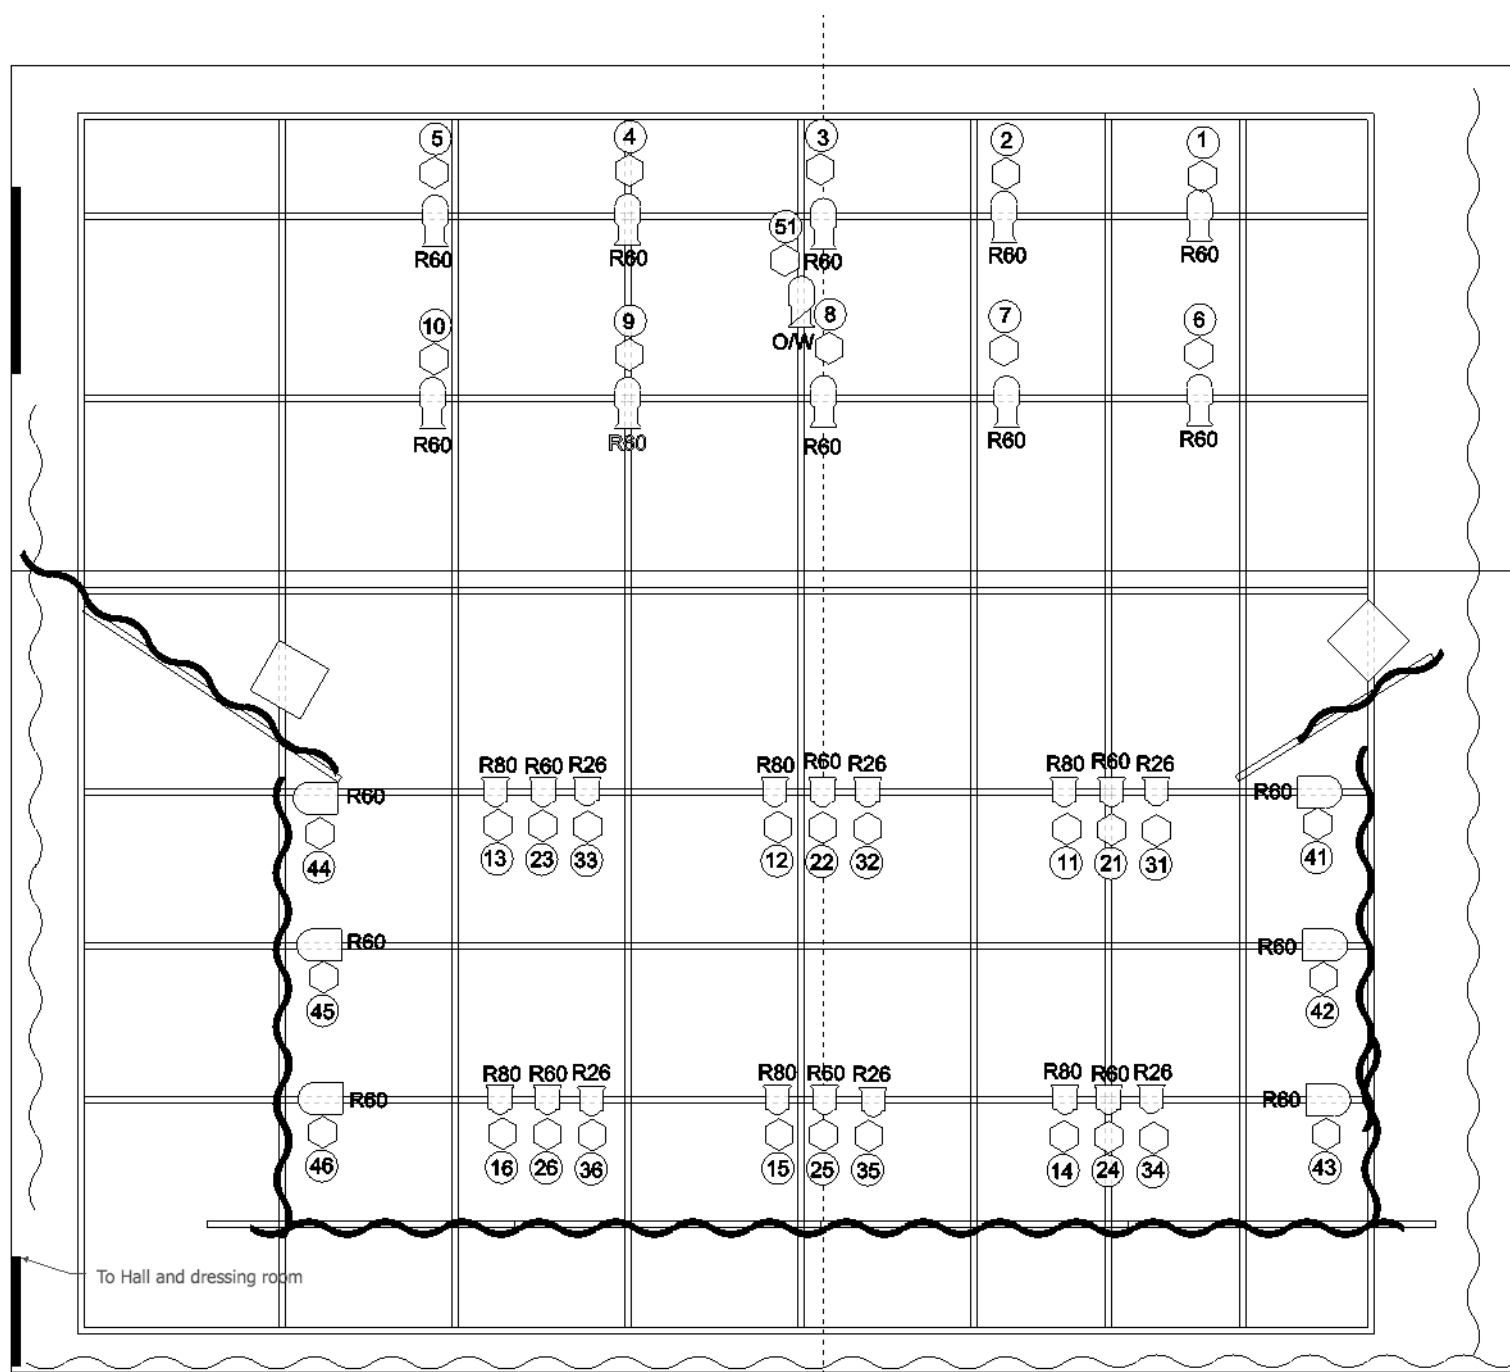 5 4 3 2 1
51
R60 R60 R60 R60 R60
10 9 8 7 6
O/W
R60 R60 R60 R60 R60
R80 R60 R26 R80 R60 R26 R80 R60 R26
R60 R60
13 23 33 12 22 32 11 21 31
44 41
R60 R60
45 42
R80 R60 R26 R80 R60 R26 R80 R60 R26
R60 R60
46 16 26 36 15 25 35 14 24 34 43
To Hall and dressing room